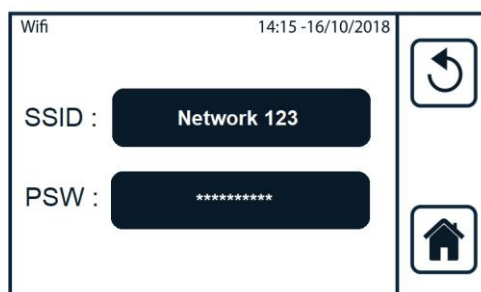 Wifi 14:15 -16/10/2018
SSID : Network 123
PSW : **********